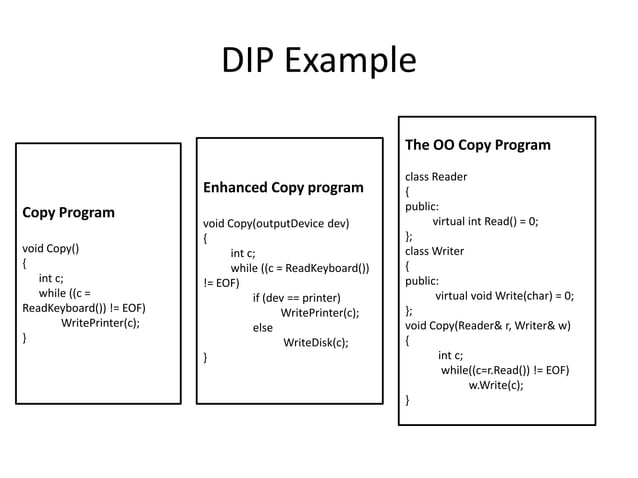 DIP Example
Copy Program
void Copy()
{
int c;
while ((c =
ReadKeyboard()) != EOF)
WritePrinter(c);
}
Enhanced Copy program
void Copy(outputDevice dev)
{
int c;
while ((c = ReadKeyboard())
!= EOF)
if (dev == printer)
WritePrinter(c);
else
WriteDisk(c);
}
The OO Copy Program
class Reader
{
public:
virtual int Read() = 0;
};
class Writer
{
public:
virtual void Write(char) = 0;
};
void Copy(Reader& r, Writer& w)
{
int c;
while((c=r.Read()) != EOF)
w.Write(c);
}